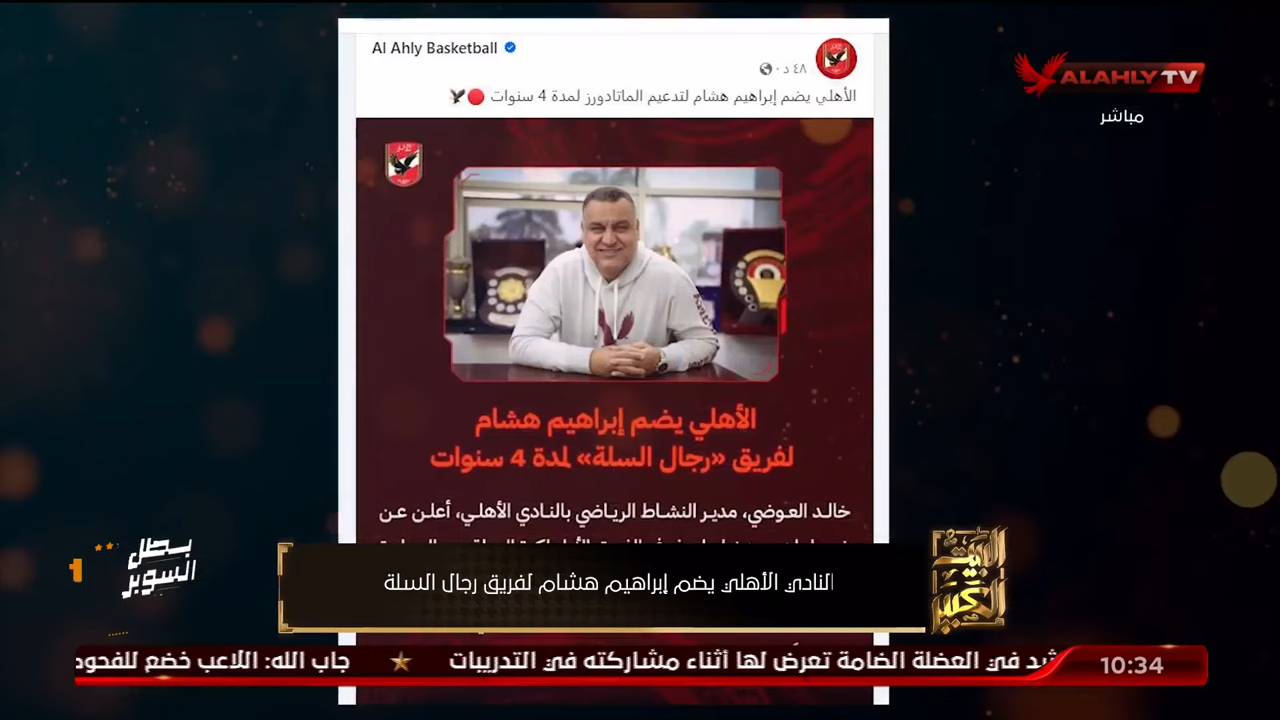 Al Ahly Basketball
٤٨ د
الأهلي يضم إبراهيم هشام لتدعيم الماتادورز لمدة 4 سنوات
ALAHLY TV
مباشر
الأهلي يضم إبراهيم هشام
لفريق «رجال السلة» لمدة 4 سنوات
خالد العوضي، مدير النشاط الرياضي بالنادي الأهلي، أعلن عن
بطل
السوبر
1
النادي الأهلي يضم إبراهيم هشام لفريق رجال السلة
البيت
الكبير
10:34
شد في العضلة الضامة تعرض لها أثناء مشاركته في التدريبات
جاب الله: اللاعب خضع للفحو